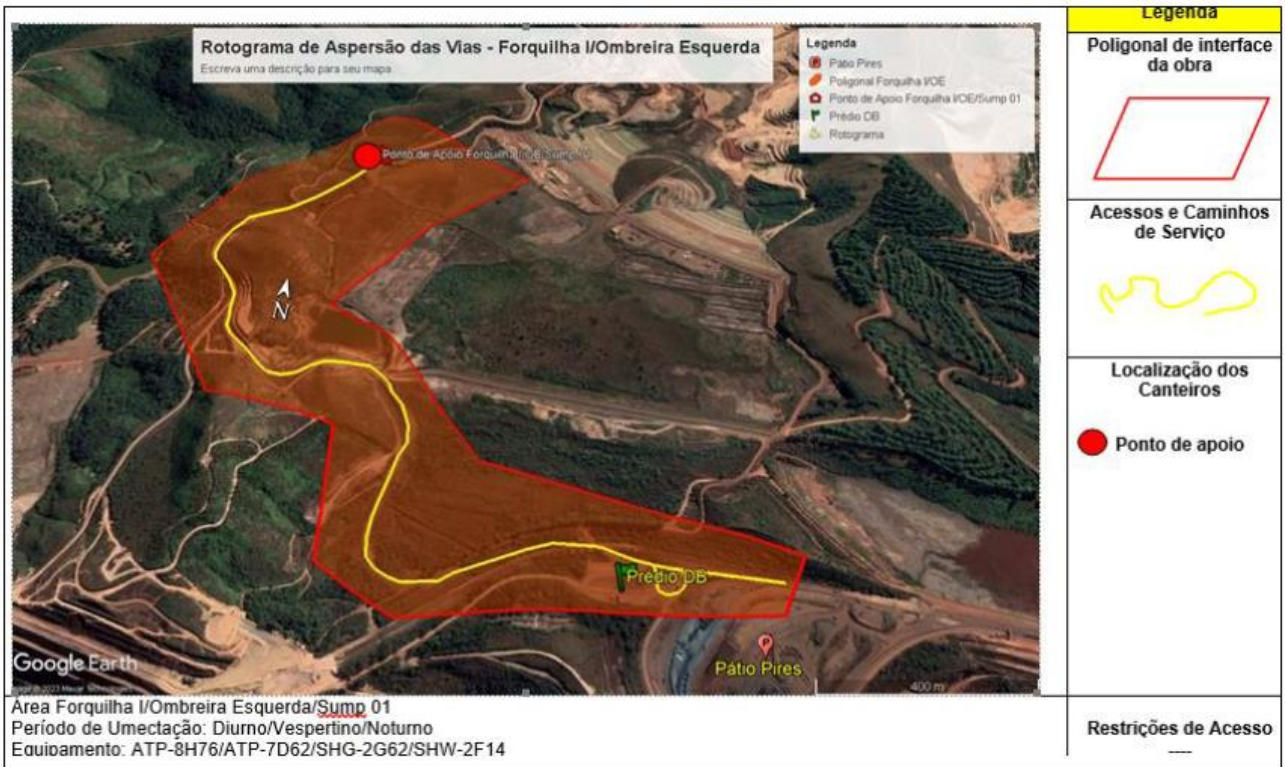 Rotograma de Aspersão das Vias - Forquilha I/Ombreira Esquerda
Escreva uma descrição para seu mapa
Legenda
Pátio Pires
Poligonal Forquilha I/OE
Ponto de Apoio Forquilha I/OE/Sump 01
Prédio DB
Rotograma
Ponto de Apoio Forquilha I/OE/Sump 01
N
Prédio DB
Pátio Pires
Google Earth
400 m
Legenda
Poligonal de interface
da obra
Acessos e Caminhos
de Serviço
Localização dos
Canteiros
Ponto de apoio
Área Forquilha I/Ombreira Esquerda/Sump 01
Período de Umectação: Diurno/Vespertino/Noturno
Equipamento: ATP-8H76/ATP-7D62/SHG-2G62/SHW-2F14
Restrições de Acesso
----